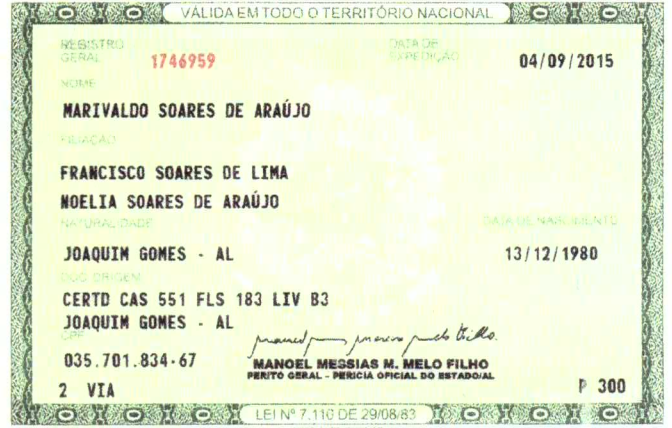 VÁLIDA EM TODO O TERRITÓRIO NACIONAL
REGISTRO GERAL 1746959 DATA DE EXPEDIÇÃO 04/09/2015
NOME
MARIVALDO SOARES DE ARAÚJO
FILIAÇÃO
FRANCISCO SOARES DE LIMA
NOELIA SOARES DE ARAÚJO
NATURALIDADE DATA DE NASCIMENTO
JOAQUIM GOMES - AL 13/12/1980
DOC ORIGEM
CERTD CAS 551 FLS 183 LIV B3
JOAQUIM GOMES - AL
CPF
035.701.834-67
MANOEL MESSIAS M. MELO FILHO
PERITO GERAL - PERICIA OFICIAL DO ESTADO/AL
2 VIA P 300
LEI Nº 7.116 DE 29/08/83